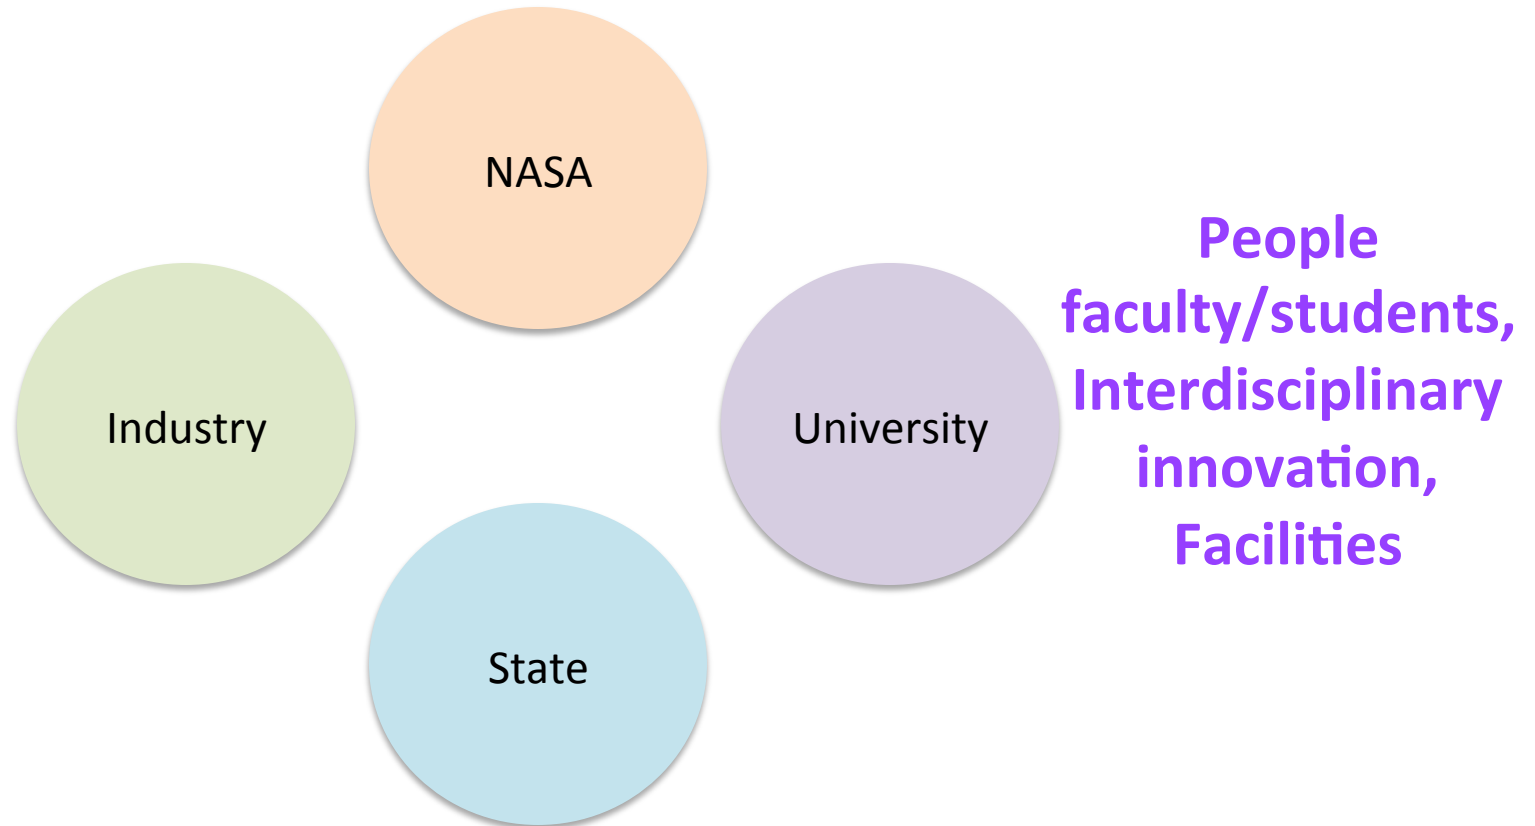 NASA
Industry
University
State
People
faculty/students,
Interdisciplinary
innovation,
Facilities